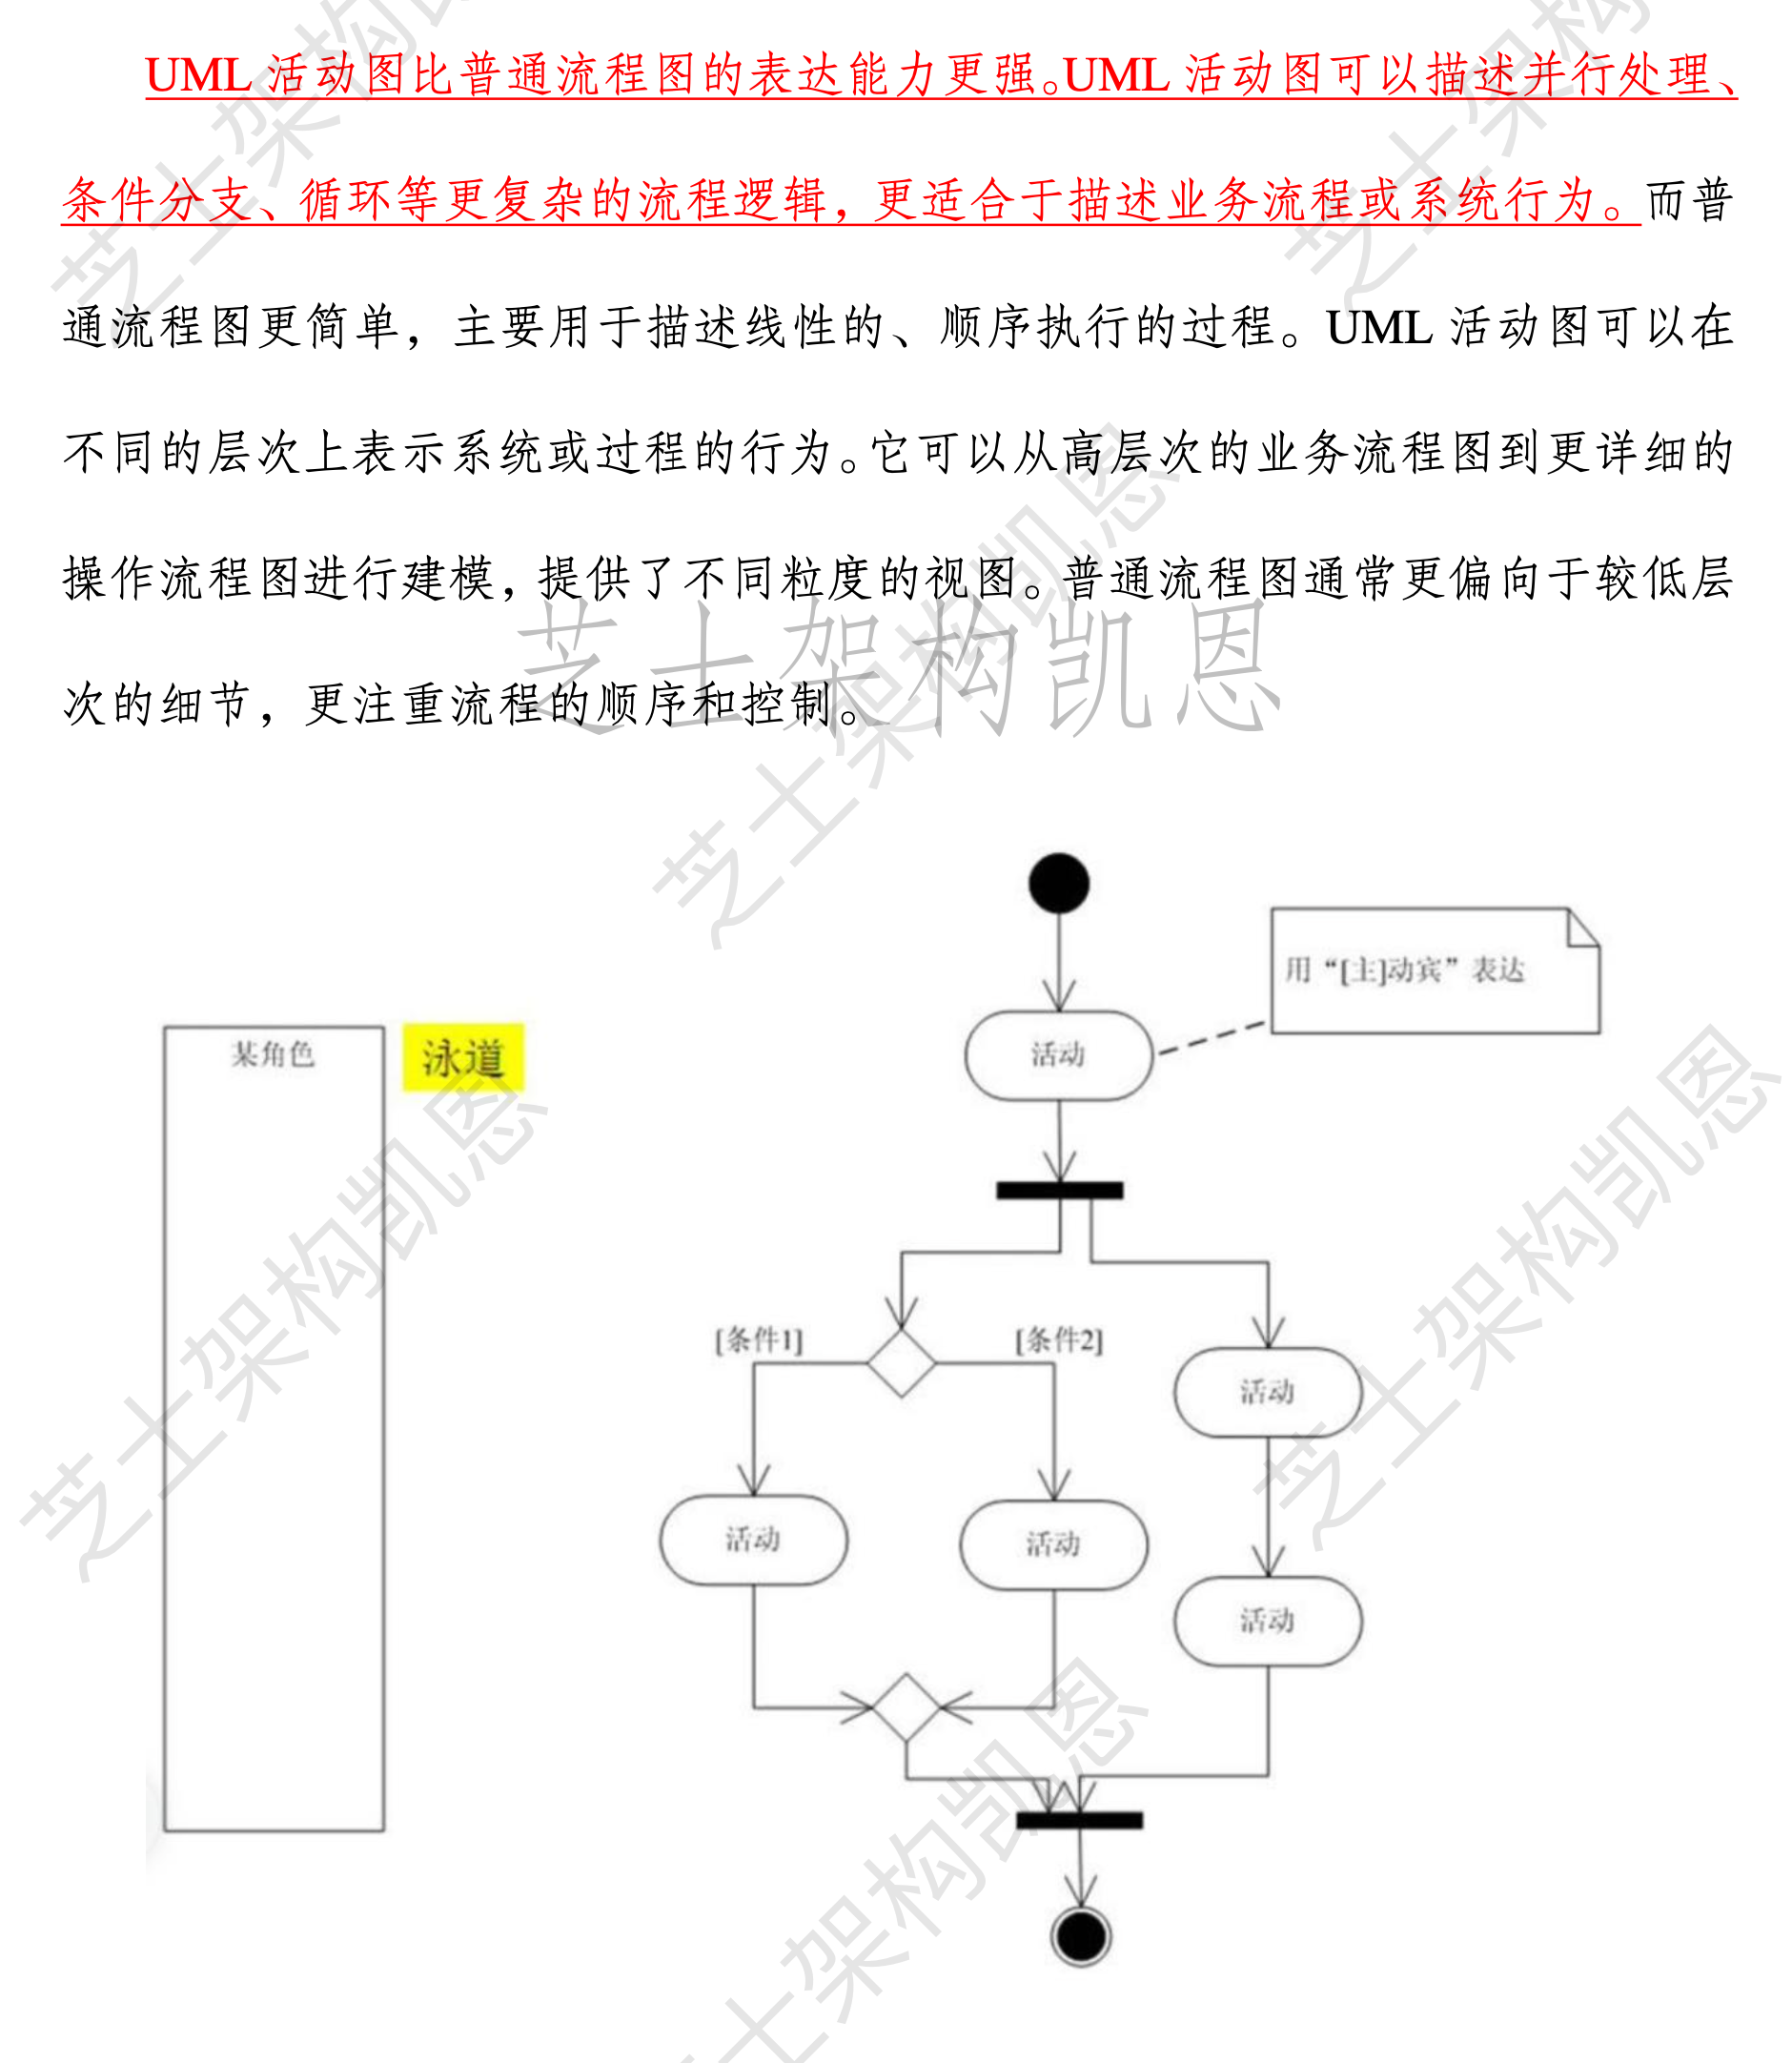 UML 活动图比普通流程图的表达能力更强。UML 活动图可以描述并行处理、
条件分支、循环等更复杂的流程逻辑，更适合于描述业务流程或系统行为。而普
通流程图更简单，主要用于描述线性的、顺序执行的过程。UML 活动图可以在
不同的层次上表示系统或过程的行为。它可以从高层次的业务流程图到更详细的
操作流程图进行建模，提供了不同粒度的视图。普通流程图通常更偏向于较低层
次的细节，更注重流程的顺序和控制。
芝士架构凯恩
用“[主]动宾”表达
某角色
泳道
活动
[条件1]
[条件2]
活动
活动
活动
活动
芝士架构凯恩
芝士架构凯恩
芝士架构凯恩
芝士架构凯恩
芝士架构凯恩
芝士架构凯恩